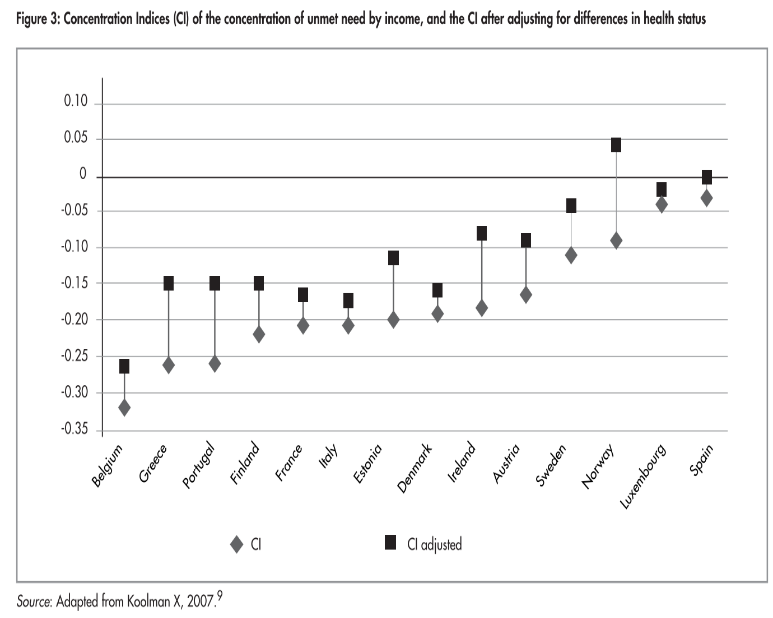 Figure 3: Concentration Indices (CI) of the concentration of unmet need by income, and the CI after adjusting for differences in health status
0.10
0.05
0
-0.05
-0.10
-0.15
-0.20
-0.25
-0.30
-0.35
Belgium
Greece
Portugal
Finland
France
Italy
Estonia
Denmark
Ireland
Austria
Sweden
Norway
Luxembourg
Spain
CI
CI adjusted
Source: Adapted from Koolman X, 2007.9